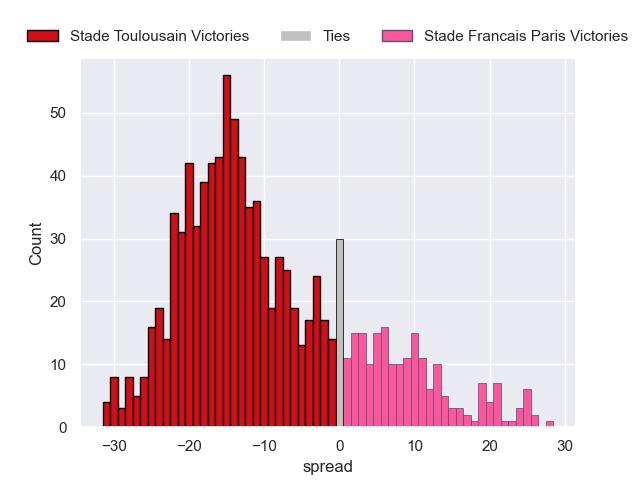 Stade Toulousain Victories Ties Stade Francais Paris Victories
50
40
30
20
10
0
Count
−30 −20 −10 0 10 20 30
spread